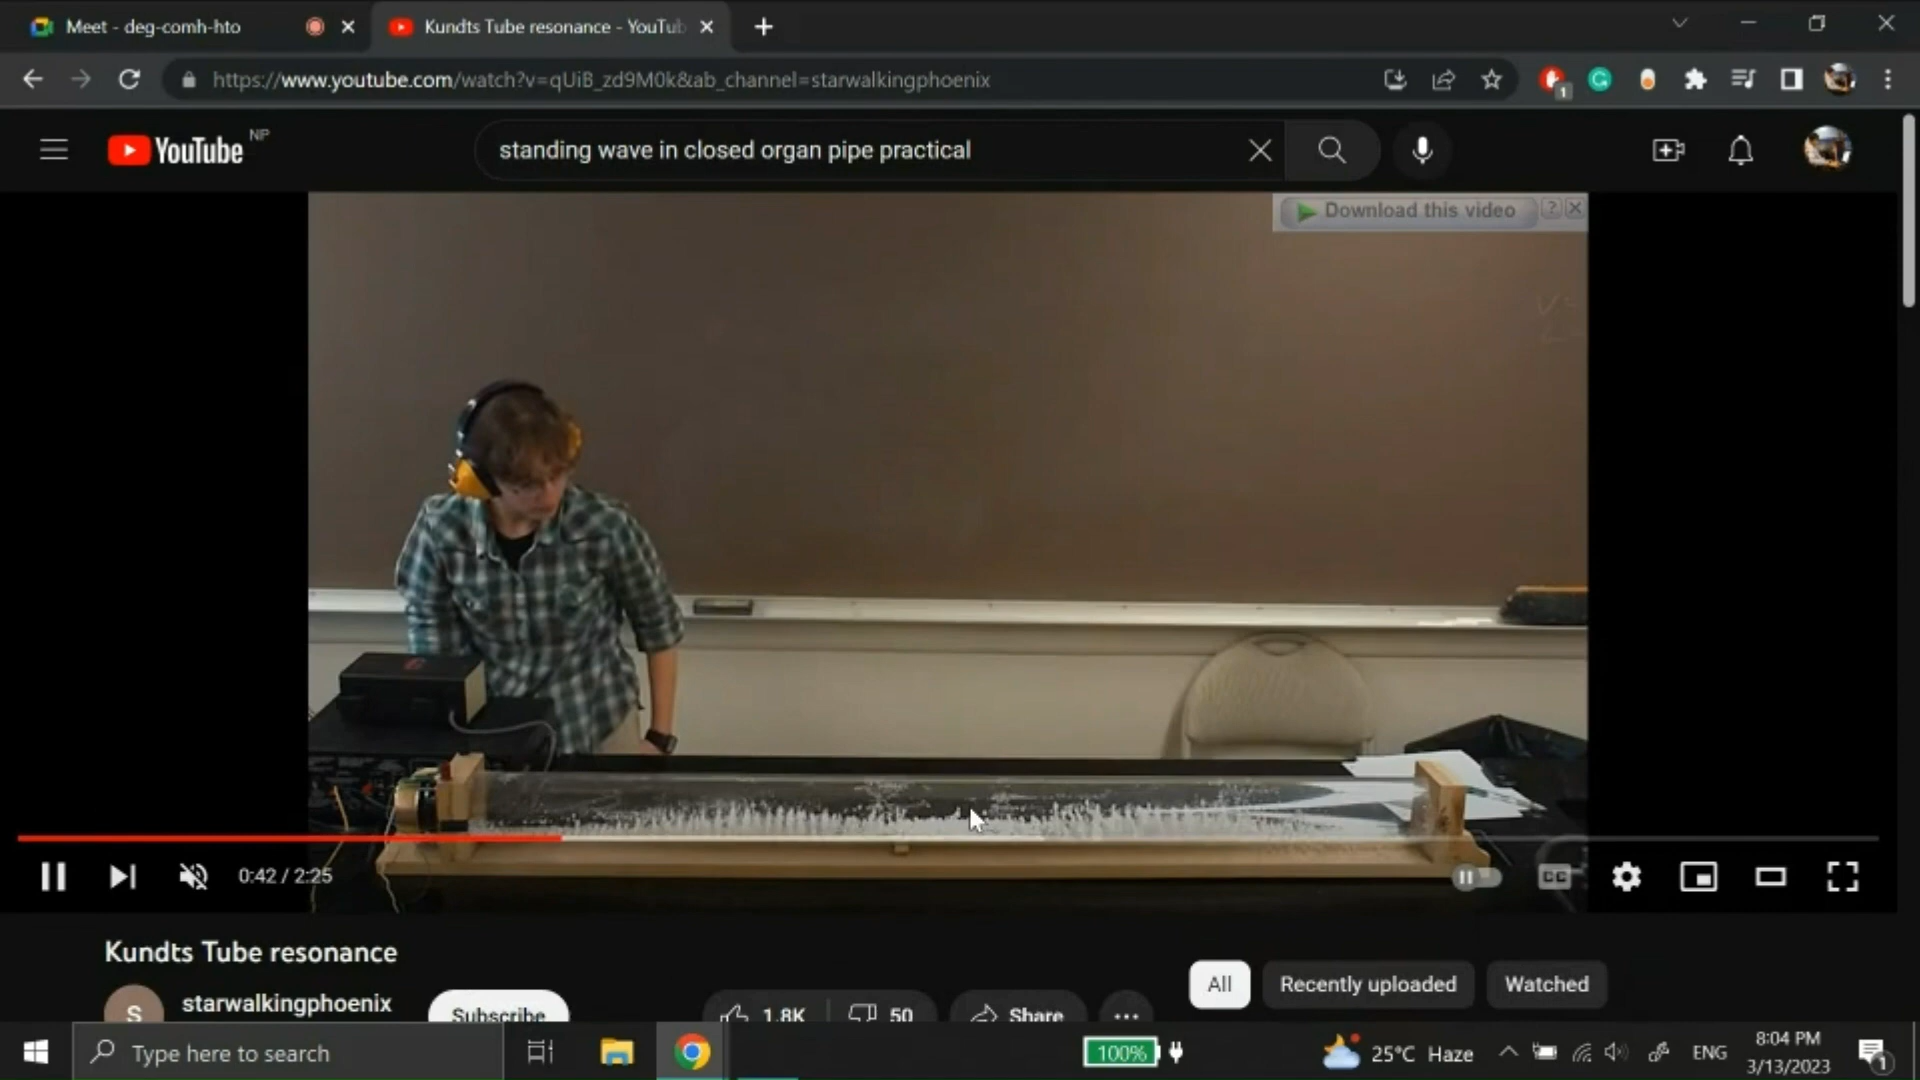 Meet - deg-comh-hto
Kundts Tube resonance - YouTub
https://www.youtube.com/watch?v=qUiB_zd9M0k&ab_channel=starwalkingphoenix
1
YouTube NP
standing wave in closed organ pipe practical
Download this video ?
0:42 / 2:25
CC
Kundts Tube resonance
All
Recently uploaded
Watched
S
starwalkingphoenix
Subscribe
1.8K
50
Share
Type here to search
100%
25°C Haze
ENG
8:04 PM
3/13/2023
1